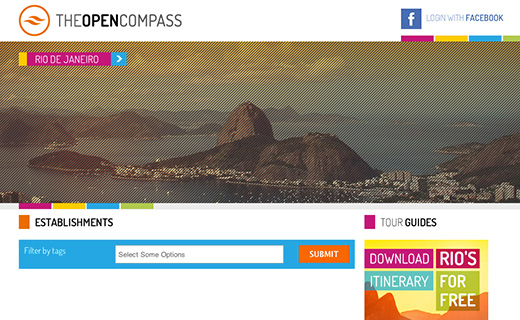 THEOPENCOMPASS
f LOGIN WITH FACEBOOK
RIO DE JANEIRO >
ESTABLISHMENTS
TOUR GUIDES
Filter by tags
Select Some Options
SUBMIT
DOWNLOAD RIO'S
ITINERARY FOR
FREE